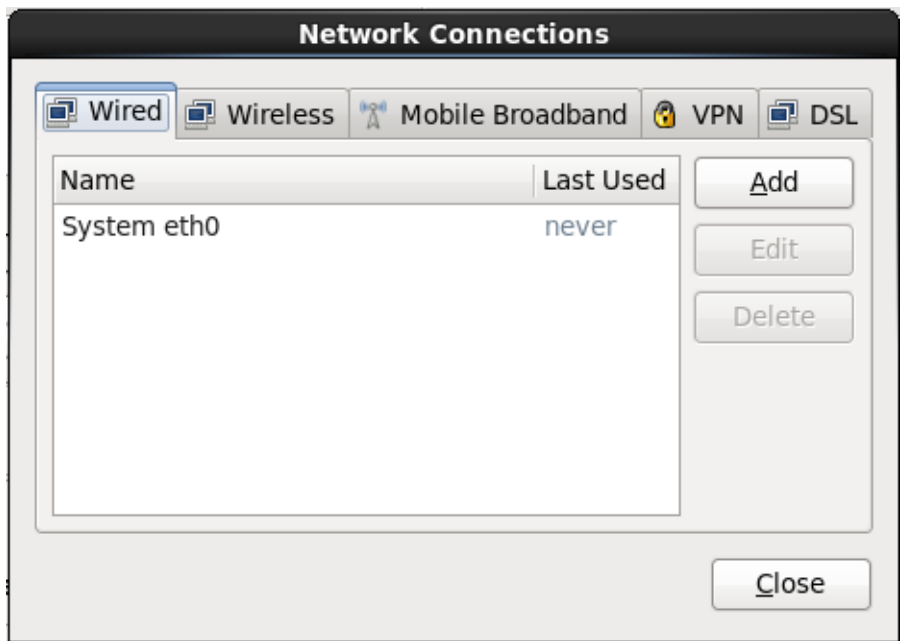 Network Connections
Wired Wireless Mobile Broadband VPN DSL
Name Last Used Add
System eth0 never
Edit
Delete
Close